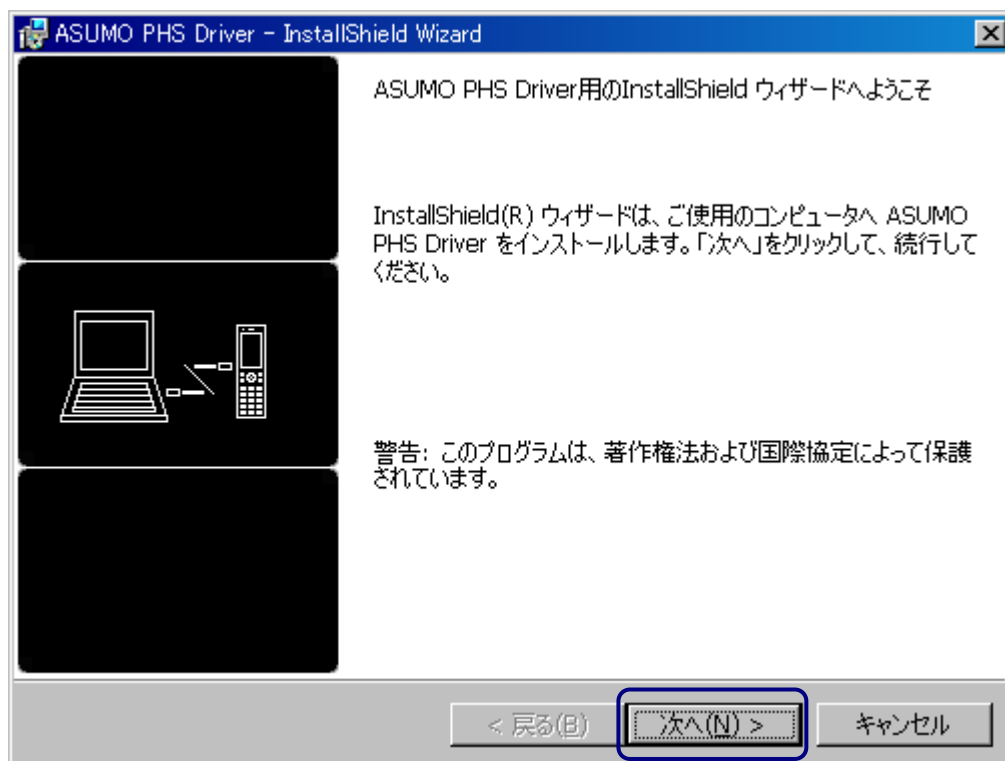 ASUMO PHS Driver - InstallShield Wizard
ASUMO PHS Driver用のInstallShield ウィザードへようこそ
InstallShield(R) ウィザードは、ご使用のコンピュータへ ASUMO
PHS Driver をインストールします。「次へ」をクリックして、続行して
ください。
警告: このプログラムは、著作権法および国際協定によって保護
されています。
< 戻る(B) 次へ(N) > キャンセル